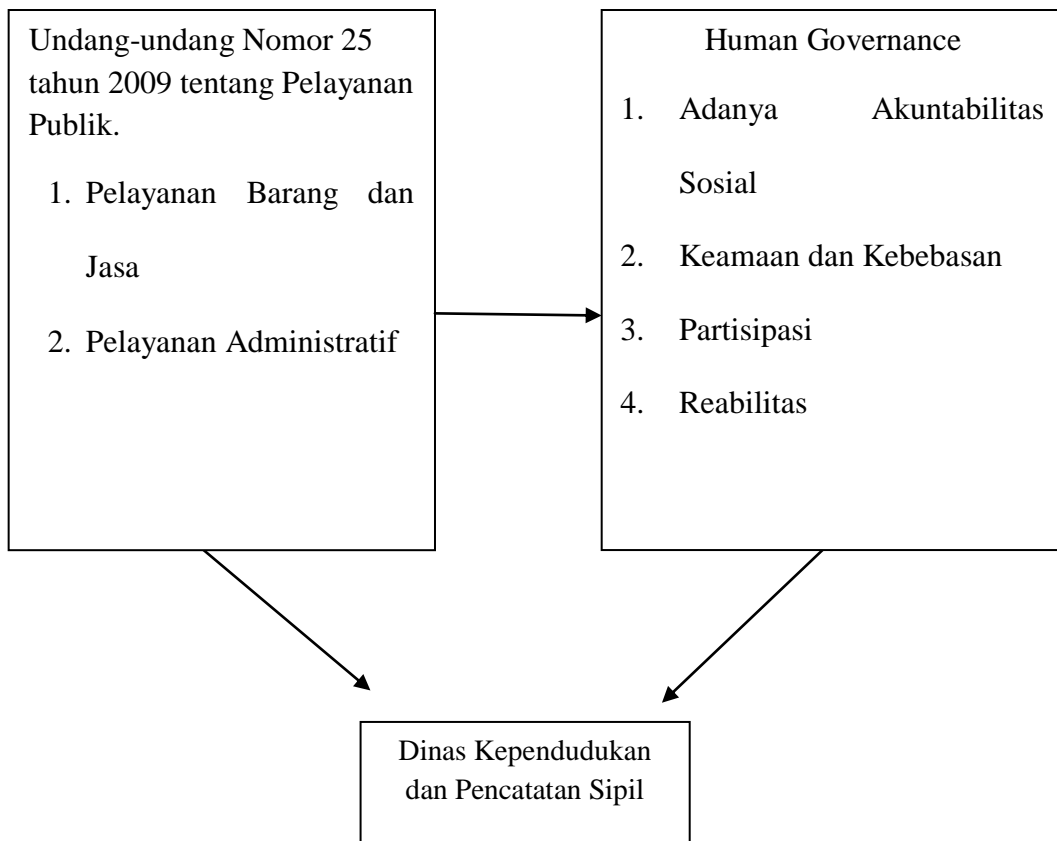 Undang-undang Nomor 25
tahun 2009 tentang Pelayanan
Publik.
1. Pelayanan Barang dan
Jasa
2. Pelayanan Administratif
Human Governance
1. Adanya Akuntabilitas
Sosial
2. Keamaan dan Kebebasan
3. Partisipasi
4. Reabilitas
Dinas Kependudukan
dan Pencatatan Sipil